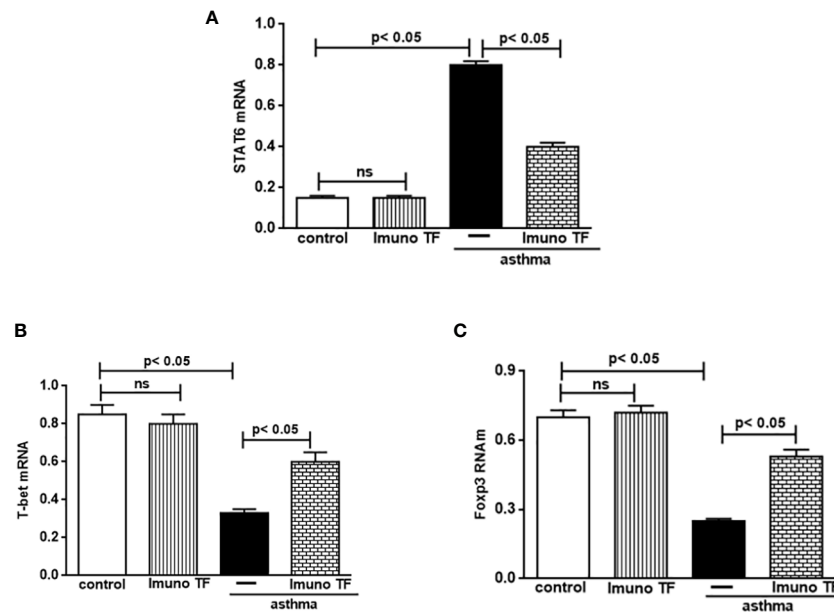 A
p< 0.05
p< 0.05
STAT6 mRNA
1.0
0.8
0.6
0.4
0.2
0.0
ns
control
Imuno TF
Imuno TF
asthma
B
p< 0.05
ns
p< 0.05
T-bet mRNA
1.0
0.8
0.6
0.4
0.2
0.0
control
Imuno TF
Imuno TF
asthma
C
p< 0.05
ns
p< 0.05
Foxp3 RNAm
0.9
0.6
0.3
0.0
control
Imuno TF
Imuno TF
asthma